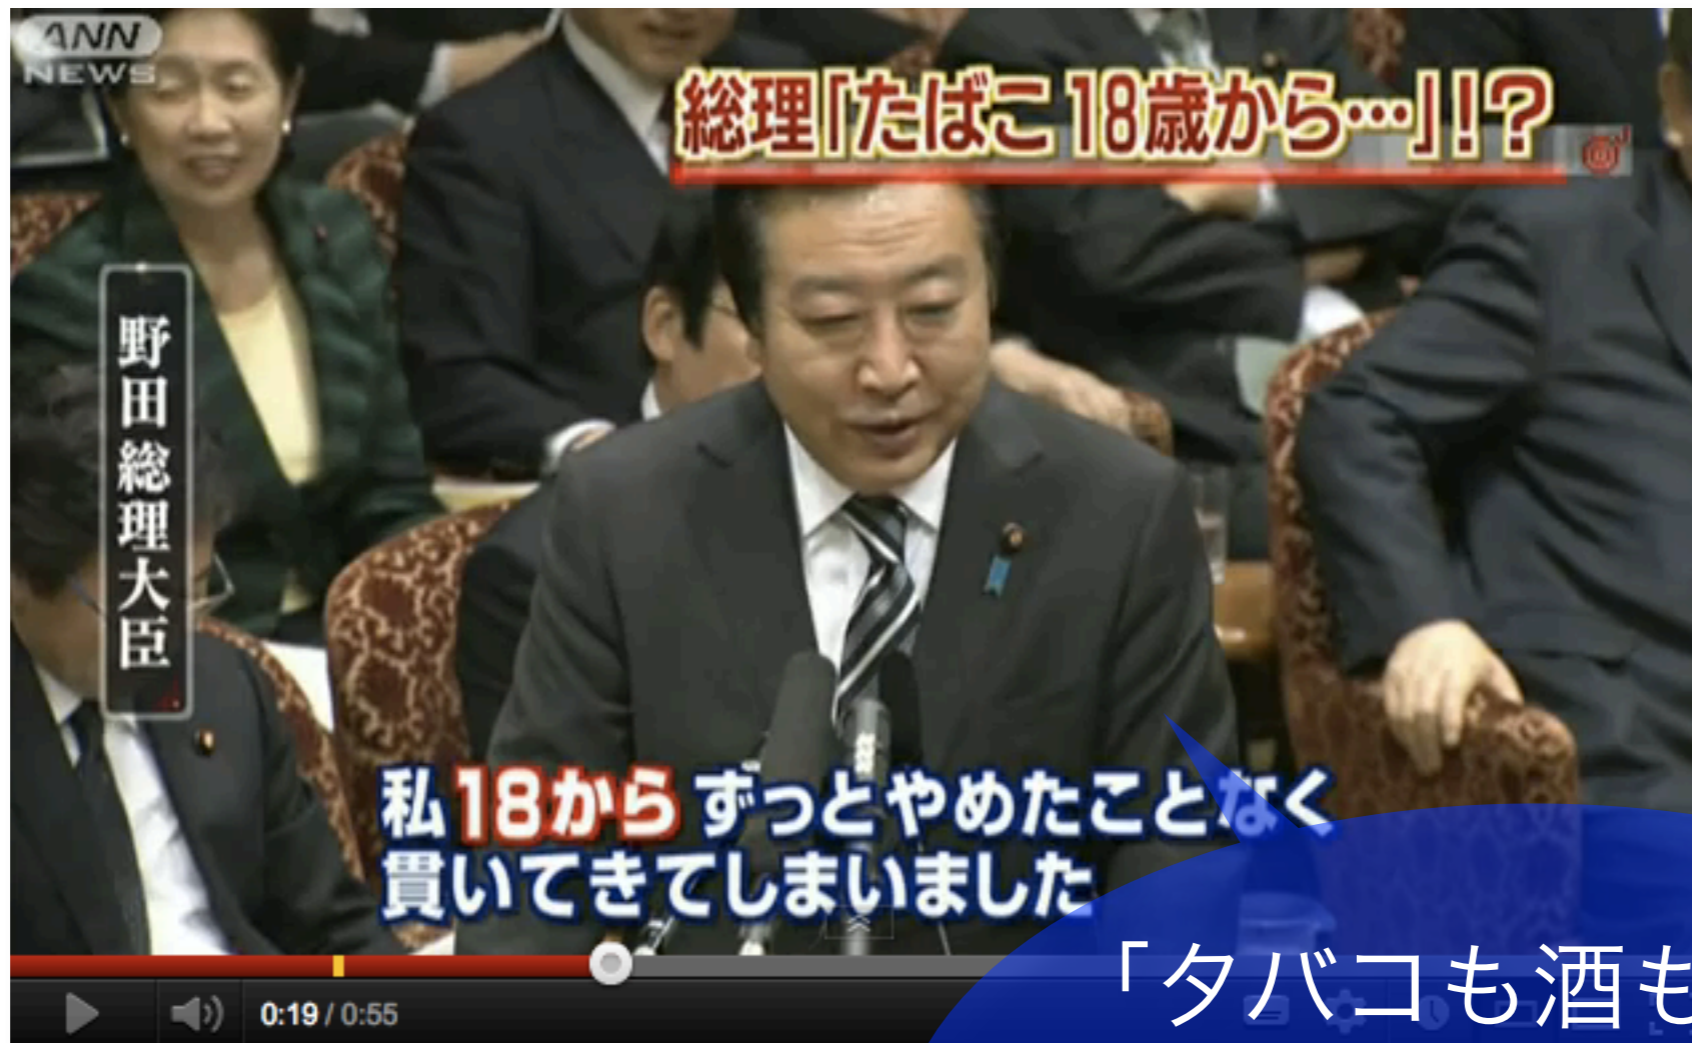 ANN
NEWS
総理「たばこ18歳から…」!?
野田総理大臣
私18からずっとやめたことなく
貫いてきてしまいました
「タバコも酒も
0:19 / 0:55